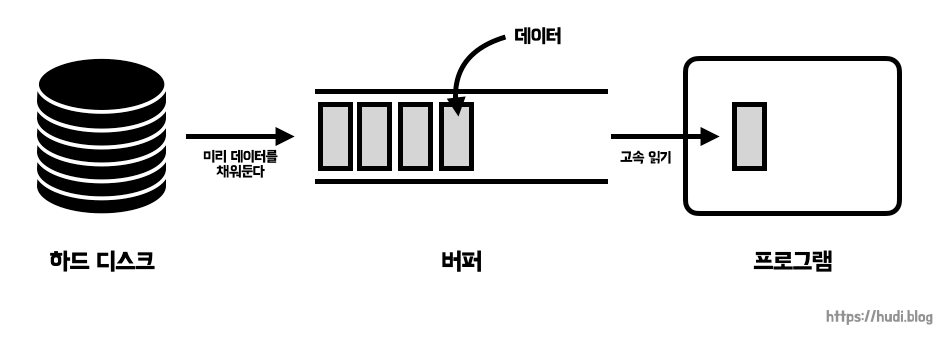 데이터
미리 데이터를
채워둔다
고속 읽기
하드 디스크
버퍼
프로그램
https://hudi.blog